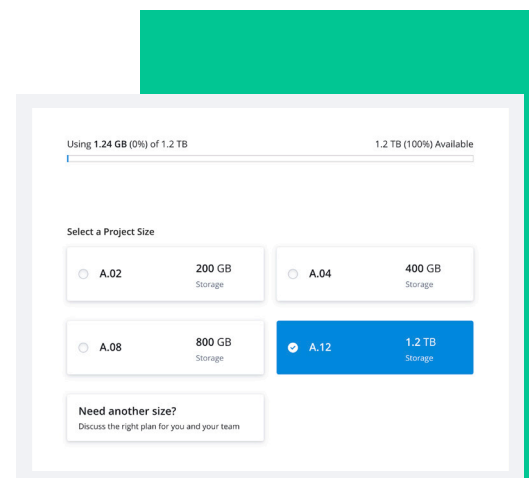 Using 1.24 GB (0%) of 1.2 TB
1.2 TB (100%) Available
Select a Project Size
A.02
200 GB
Storage
A.04
400 GB
Storage
A.08
800 GB
Storage
A.12
1.2 TB
Storage
Need another size?
Discuss the right plan for you and your team